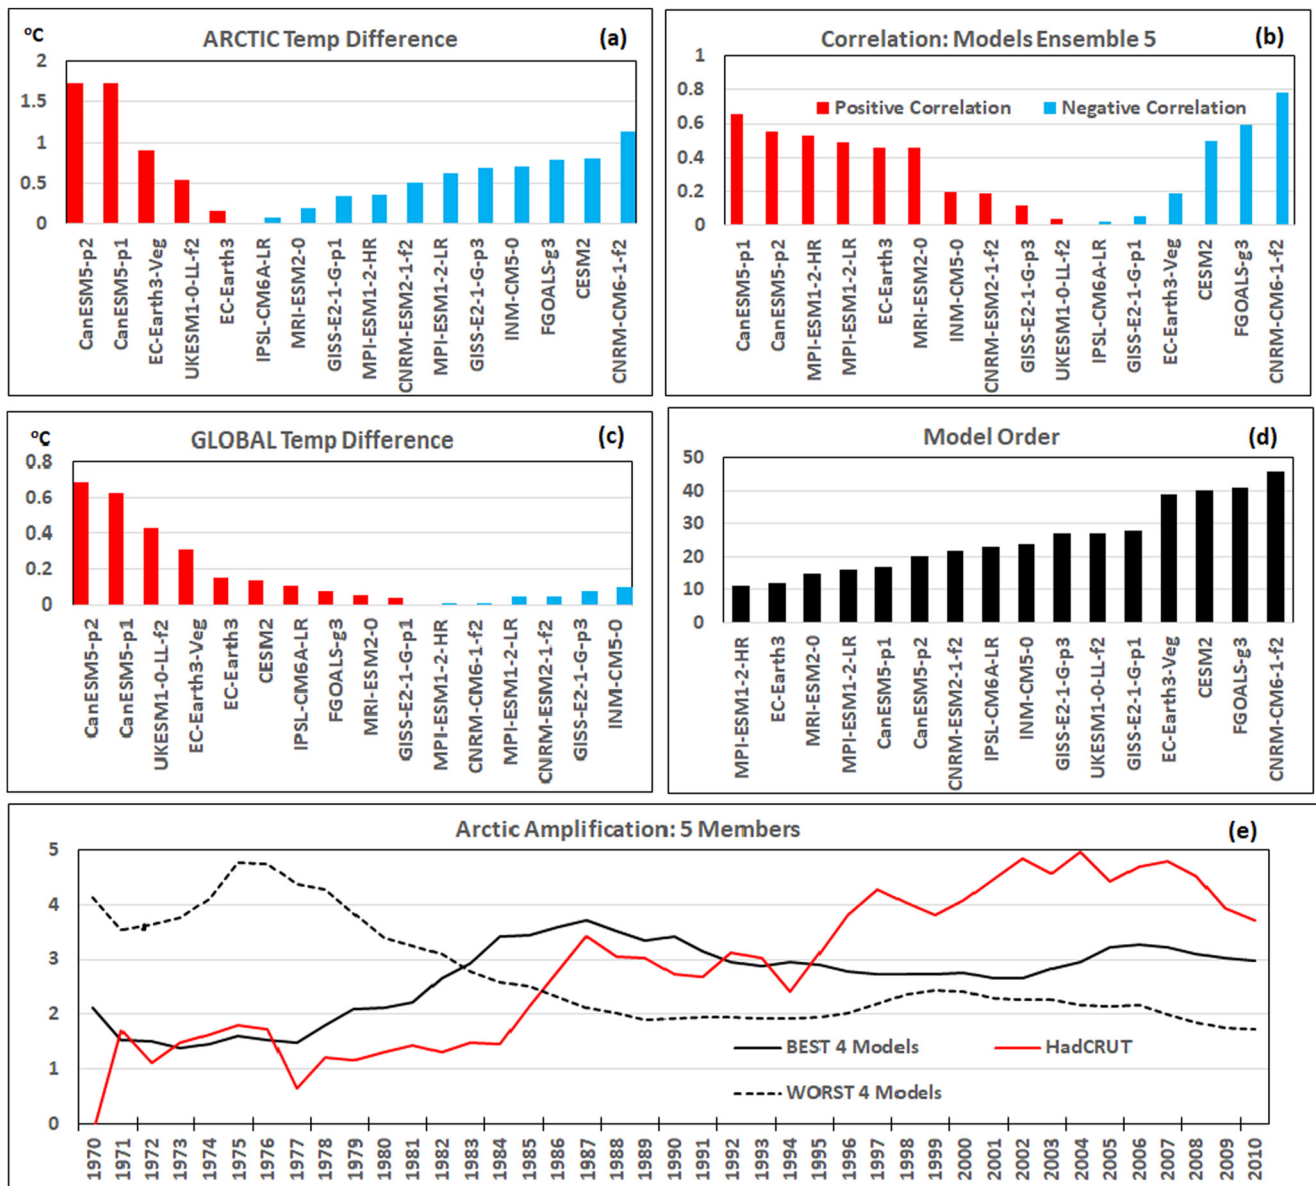 °C
ARCTIC Temp Difference
(a)
2
1.5
1
0.5
0
CanESM5-p2
CanESM5-p1
EC-Earth3-Veg
UKESM1-0-LL-f2
EC-Earth3
IPSL-CM6A-LR
MRI-ESM2-0
GISS-E2-1-G-p1
MPI-ESM1-2-HR
CNRM-ESM2-1-f2
MPI-ESM1-2-LR
GISS-E2-1-G-p3
INM-CM5-0
FGOALS-g3
CESM2
CNRM-CM6-1-f2
Correlation: Models Ensemble 5
(b)
Positive Correlation
Negative Correlation
1
0.8
0.6
0.4
0.2
0
CanESM5-p1
CanESM5-p2
MPI-ESM1-2-HR
MPI-ESM1-2-LR
EC-Earth3
MRI-ESM2-0
INM-CM5-0
CNRM-ESM2-1-f2
GISS-E2-1-G-p3
UKESM1-0-LL-f2
IPSL-CM6A-LR
GISS-E2-1-G-p1
EC-Earth3-Veg
CESM2
FGOALS-g3
CNRM-CM6-1-f2
°C
GLOBAL Temp Difference
(c)
0.8
0.6
0.4
0.2
0
CanESM5-p2
CanESM5-p1
UKESM1-0-LL-f2
EC-Earth3-Veg
EC-Earth3
CESM2
IPSL-CM6A-LR
FGOALS-g3
MRI-ESM2-0
GISS-E2-1-G-p1
MPI-ESM1-2-HR
CNRM-CM6-1-f2
MPI-ESM1-2-LR
CNRM-ESM2-1-f2
GISS-E2-1-G-p3
INM-CM5-0
Model Order
(d)
50
40
30
20
10
0
MPI-ESM1-2-HR
EC-Earth3
MRI-ESM2-0
MPI-ESM1-2-LR
CanESM5-p1
CanESM5-p2
CNRM-ESM2-1-f2
IPSL-CM6A-LR
INM-CM5-0
GISS-E2-1-G-p3
UKESM1-0-LL-f2
GISS-E2-1-G-p1
EC-Earth3-Veg
CESM2
FGOALS-g3
CNRM-CM6-1-f2
Arctic Amplification: 5 Members
(e)
5
4
3
2
1
0
BEST 4 Models
HadCRUT
WORST 4 Models
1970
1971
1972
1973
1974
1975
1976
1977
1978
1979
1980
1981
1982
1983
1984
1985
1986
1987
1988
1989
1990
1991
1992
1993
1994
1995
1996
1997
1998
1999
2000
2001
2002
2003
2004
2005
2006
2007
2008
2009
2010